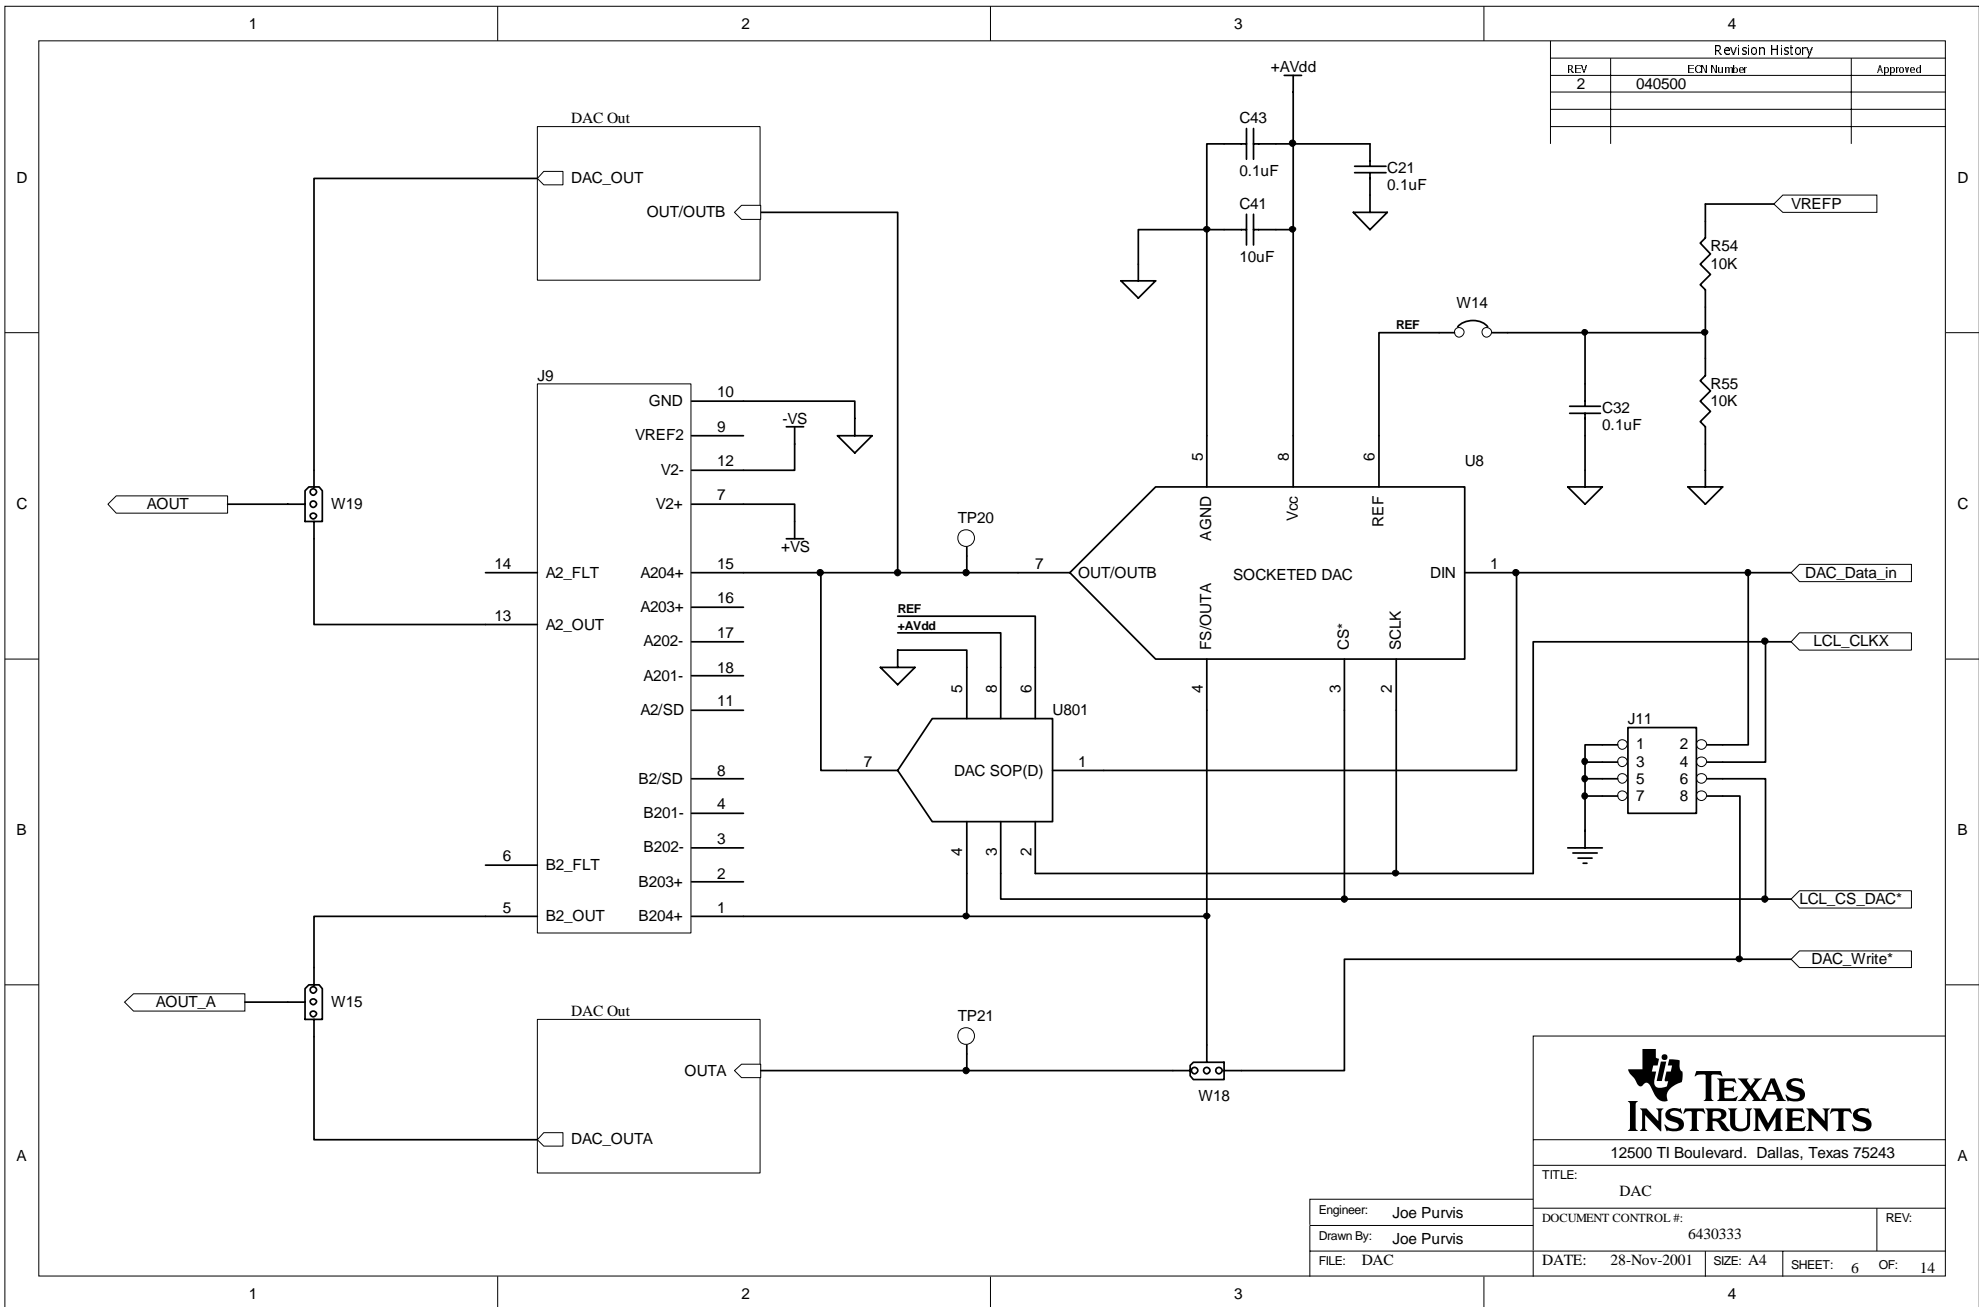 1 2 3 4
Revision History
REV ECN Number Approved
2 040500
D D
C C
B B
A A
DAC Out
DAC_OUT
OUT/OUTB
+AVdd
C43
0.1uF
C21
0.1uF
C41
10uF
VREFP
R54
10K
W14
REF
R55
10K
C32
0.1uF
J9
GND 10
VREF2 9
V2- 12
-VS
V2+ 7
+VS
14 A2_FLT
A204+ 15
A203+ 16
13 A2_OUT
A202- 17
A201- 18
A2/SD 11
B2/SD 8
B201- 4
B202- 3
6 B2_FLT
B203+ 2
5 B2_OUT
B204+ 1
AOUT
W19
TP20
U8
5 8 6
AGND
Vcc
REF
7 OUT/OUTB
SOCKETED DAC
DIN 1
FS/OUTA
CS*
SCLK
4 3 2
DAC_Data_in
LCL_CLKX
REF
+AVdd
5 8 6
U801
7
DAC SOP(D)
1
4 3 2
J11
1 2
3 4
5 6
7 8
LCL_CS_DAC*
DAC_Write*
AOUT_A
W15
DAC Out
OUTA
DAC_OUTA
TP21
W18
TEXAS
INSTRUMENTS
12500 TI Boulevard. Dallas, Texas 75243
TITLE:
DAC
Engineer: Joe Purvis
Drawn By: Joe Purvis
FILE: DAC
DOCUMENT CONTROL #:
6430333
REV:
DATE: 28-Nov-2001 SIZE: A4 SHEET: 6 OF: 14
1 2 3 4